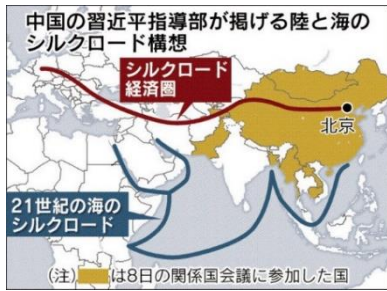 中国の習近平指導部が掲げる陸と海の
シルクロード構想
シルクロード
経済圏
北京
21世紀の海の
シルクロード
(注)　　は8日の関係国会議に参加した国